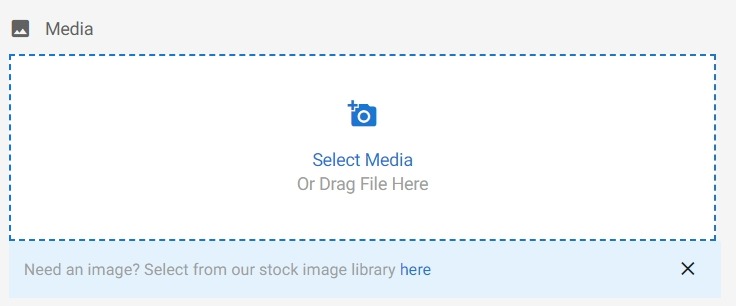 Media
Select Media
Or Drag File Here
Need an image? Select from our stock image library here